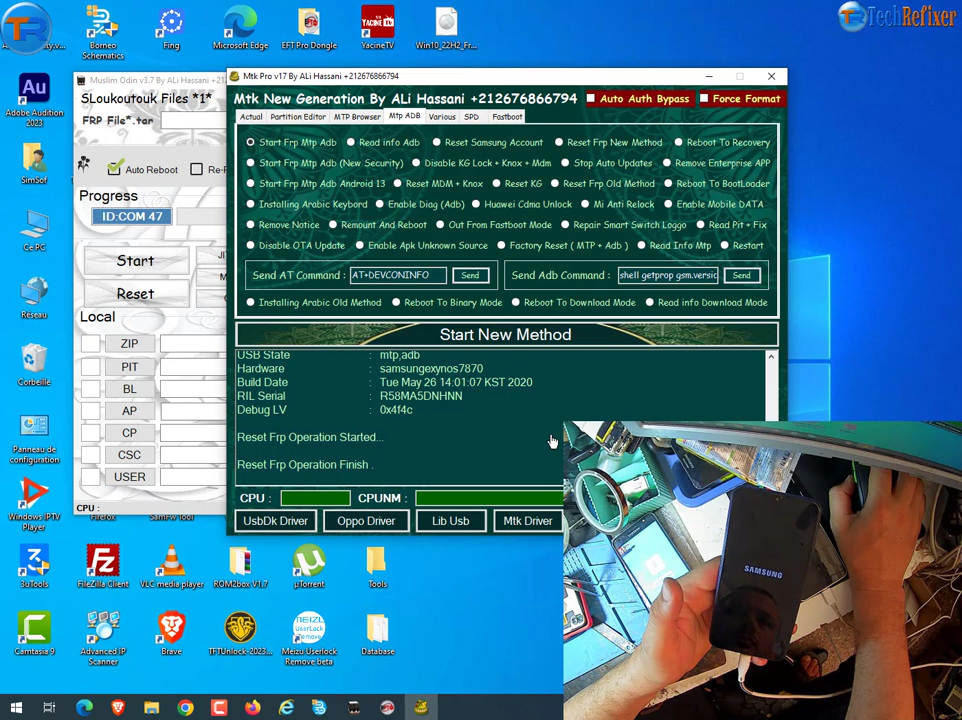 TechRefixer
TR
Borneo
Schematics
Fing
Microsoft Edge
EFT Pro Dongle
YACINE TV
YacineTV
Win10_22H2_Fr...
Au
Adobe Audition
2023
SimSof
Ce PC
Réseau
Corbeille
Panneau de
configuration
Windows IPTV
Player
3uTools
Camtasia 9
Muslim Odin v3.7 By ALi Hassani +21
SLoukoutouk Files *1*
FRP File*.tar
Auto Reboot
Re-
Progress
ID:COM 47
Start
Reset
Local
ZIP
PIT
BL
AP
CP
CSC
USER
CPU :
Mtk Pro v17 By ALi Hassani +212676866794
Mtk New Generation By ALi Hassani +212676866794
Auto Auth Bypass
Force Format
Actual
Partition Editor
MTP Browser
Mtp ADB
Various
SPD
Fastboot
Start Frp Mtp Adb
Read info Adb
Reset Samsung Account
Reset Frp New Method
Reboot To Recovery
Start Frp Mtp Adb (New Security)
Disable KG Lock + Knox + Mdm
Stop Auto Updates
Remove Enterprise APP
Start Frp Mtp Adb Android 13
Reset MDM + Knox
Reset KG
Reset Frp Old Method
Reboot To BootLoader
Installing Arabic Keybord
Enable Diag (Adb)
Huawei Cdma Unlock
Mi Anti Relock
Enable Mobile DATA
Remove Notice
Remount And Reboot
Out From Fastboot Mode
Repair Smart Switch Loggo
Read Pit + Fix
Disable OTA Update
Enable Apk Unknown Source
Factory Reset ( MTP + Adb )
Read Info Mtp
Restart
Send AT Command :
AT+DEVCONINFO
Send
Send Adb Command :
shell getprop gsm.versic
Send
Installing Arabic Old Method
Reboot To Binary Mode
Reboot To Download Mode
Read info Download Mode
Start New Method
USB State : mtp,adb
Hardware : samsungexynos7870
Build Date : Tue May 26 14:01:07 KST 2020
RIL Serial : R58MA5DNHNN
Debug LV : 0x4f4c
Reset Frp Operation Started...
Reset Frp Operation Finish .
CPU :
CPUNM :
UsbDk Driver
Oppo Driver
Lib Usb
Mtk Driver
SAMSUNG
Firefox
SamFw Tool
FileZilla Client
VLC media player
ROM2box V1.7
µTorrent
Tools
Advanced IP
Scanner
Brave
TFTUnlock-2023...
MEIZU
UserLock
Remove
Meizu Userlock
Remove beta
Database